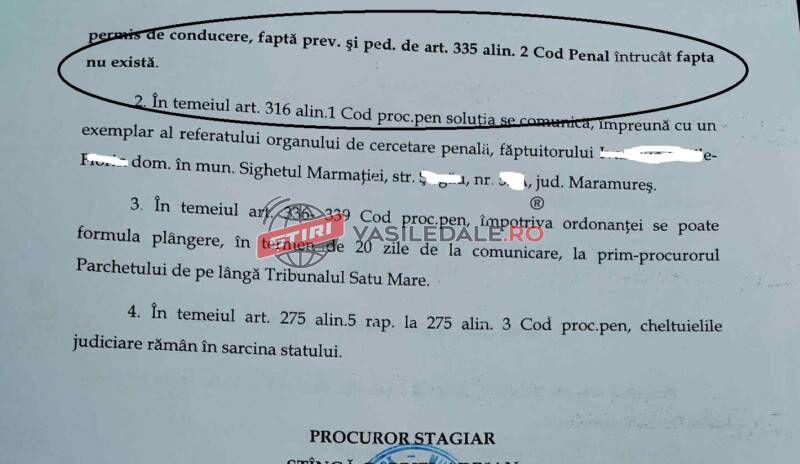 permis de conducere, faptă prev. şi ped. de art. 335 alin. 2 Cod Penal întrucât fapta
nu există.
2. În temeiul art. 316 alin.1 Cod proc.pen soluţia se comunică, împreună cu un
exemplar al referatului organului de cercetare penală, făptuitorului
dom. în mun. Sighetul Marmaţiei, str. nr. jud. Maramureş.
3. În temeiul art. 336- 339 Cod proc.pen, împotriva ordonanţei se poate
formula plângere, în termen de 20 zile de la comunicare, la prim-procurorul
Parchetului de pe lângă Tribunalul Satu Mare.
ŞTIRI VASILEDALE.RO ®
4. În temeiul art. 275 alin.5 rap. la 275 alin. 3 Cod proc.pen, cheltuielile
judiciare rămân în sarcina statului.
PROCUROR STAGIAR